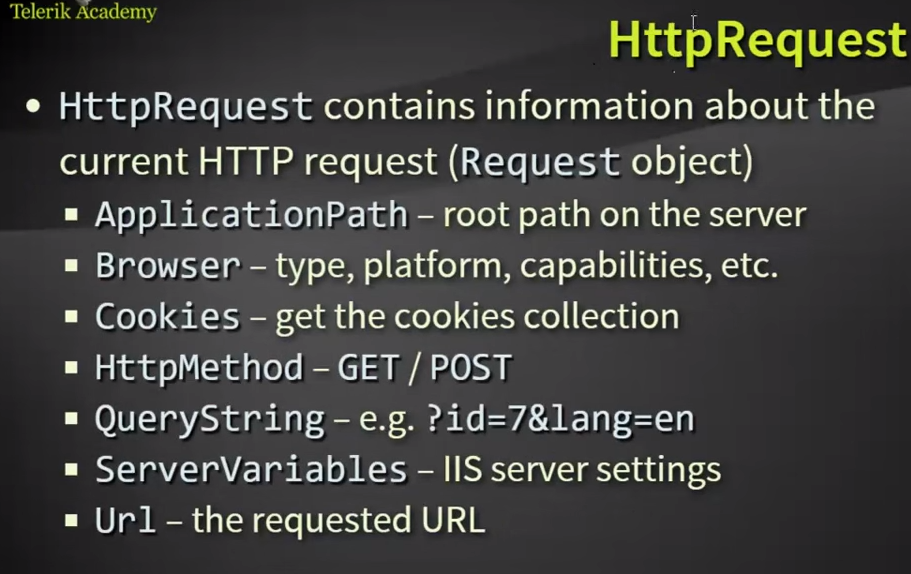 Telerik Academy
HttpRequest
• HttpRequest contains information about the
current HTTP request (Request object)
▪ ApplicationPath – root path on the server
▪ Browser – type, platform, capabilities, etc.
▪ Cookies – get the cookies collection
▪ HttpMethod – GET / POST
▪ QueryString – e.g. ?id=7&lang=en
▪ ServerVariables – IIS server settings
▪ Url – the requested URL